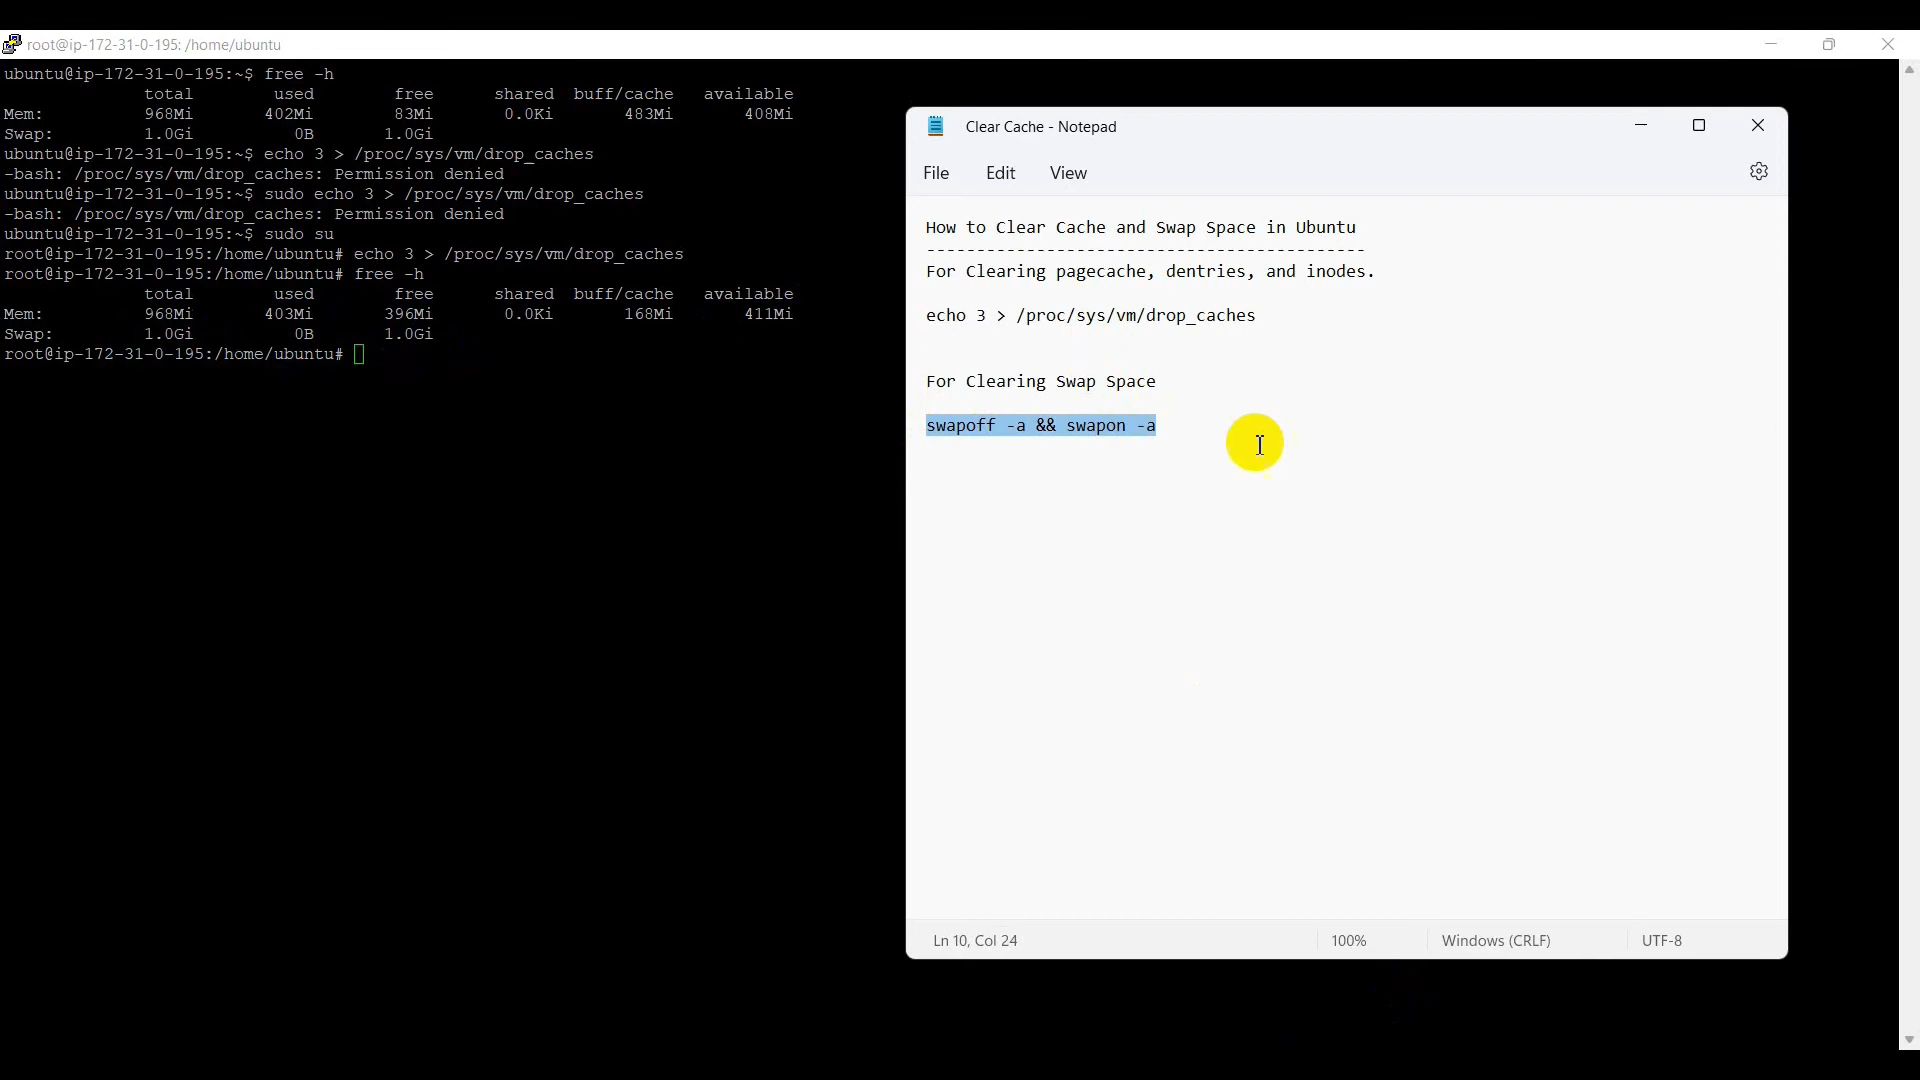 root@ip-172-31-0-195: /home/ubuntu
ubuntu@ip-172-31-0-195:~$ free -h
total used free shared buff/cache available
Mem: 968Mi 402Mi 83Mi 0.0Ki 483Mi 408Mi
Swap: 1.0Gi 0B 1.0Gi
ubuntu@ip-172-31-0-195:~$ echo 3 > /proc/sys/vm/drop_caches
-bash: /proc/sys/vm/drop_caches: Permission denied
ubuntu@ip-172-31-0-195:~$ sudo echo 3 > /proc/sys/vm/drop_caches
-bash: /proc/sys/vm/drop_caches: Permission denied
ubuntu@ip-172-31-0-195:~$ sudo su
root@ip-172-31-0-195:/home/ubuntu# echo 3 > /proc/sys/vm/drop_caches
root@ip-172-31-0-195:/home/ubuntu# free -h
total used free shared buff/cache available
Mem: 968Mi 403Mi 396Mi 0.0Ki 168Mi 411Mi
Swap: 1.0Gi 0B 1.0Gi
root@ip-172-31-0-195:/home/ubuntu#
Clear Cache - Notepad
File Edit View
How to Clear Cache and Swap Space in Ubuntu
--------------------------------------------
For Clearing pagecache, dentries, and inodes.
echo 3 > /proc/sys/vm/drop_caches
For Clearing Swap Space
swapoff -a && swapon -a
Ln 10, Col 24 100% Windows (CRLF) UTF-8